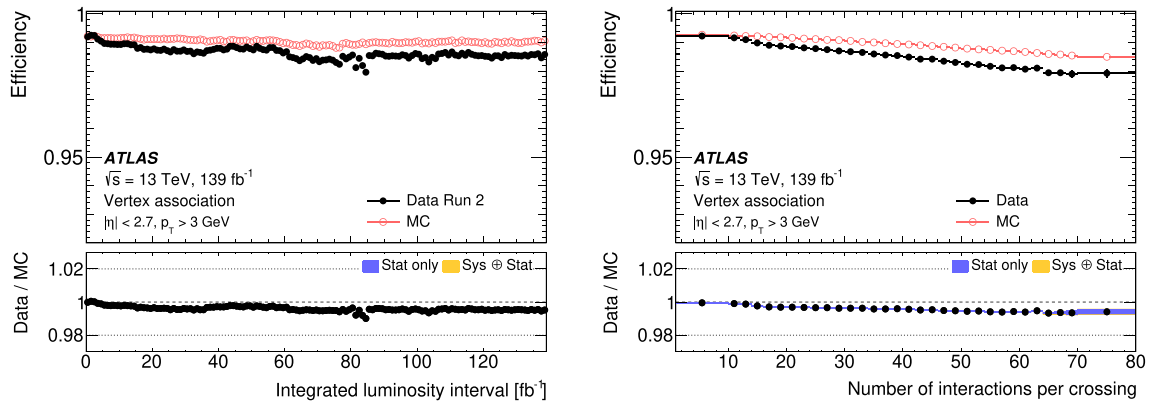 1
Efficiency
0.95
ATLAS
√s = 13 TeV, 139 fb⁻¹
Vertex association
|η| < 2.7, p_T > 3 GeV
Data Run 2
MC
Data / MC
1.02
1
0.98
Stat only
Sys ⊕ Stat
0 20 40 60 80 100 120
Integrated luminosity interval [fb⁻¹]
1
Efficiency
0.95
ATLAS
√s = 13 TeV, 139 fb⁻¹
Vertex association
|η| < 2.7, p_T > 3 GeV
Data
MC
Data / MC
1.02
1
0.98
Stat only
Sys ⊕ Stat
10 20 30 40 50 60 70 80
Number of interactions per crossing